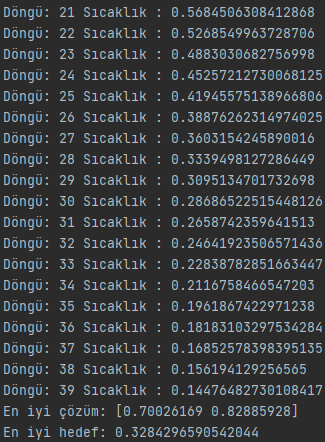 Döngü: 21 Sıcaklık : 0.5684506308412868
Döngü: 22 Sıcaklık : 0.5268549963728706
Döngü: 23 Sıcaklık : 0.4883030682756998
Döngü: 24 Sıcaklık : 0.45257212730068125
Döngü: 25 Sıcaklık : 0.41945575138966806
Döngü: 26 Sıcaklık : 0.38876262314974025
Döngü: 27 Sıcaklık : 0.3603154245890016
Döngü: 28 Sıcaklık : 0.3339498127286449
Döngü: 29 Sıcaklık : 0.3095134701732698
Döngü: 30 Sıcaklık : 0.28686522515448126
Döngü: 31 Sıcaklık : 0.2658742359641513
Döngü: 32 Sıcaklık : 0.24641923506571436
Döngü: 33 Sıcaklık : 0.22838782851663447
Döngü: 34 Sıcaklık : 0.2116758466547203
Döngü: 35 Sıcaklık : 0.1961867422971238
Döngü: 36 Sıcaklık : 0.18183103297534284
Döngü: 37 Sıcaklık : 0.16852578398395135
Döngü: 38 Sıcaklık : 0.156194129256565
Döngü: 39 Sıcaklık : 0.14476482730108417
En iyi çözüm: [0.70026169 0.82885928]
En iyi hedef: 0.3284296590542044